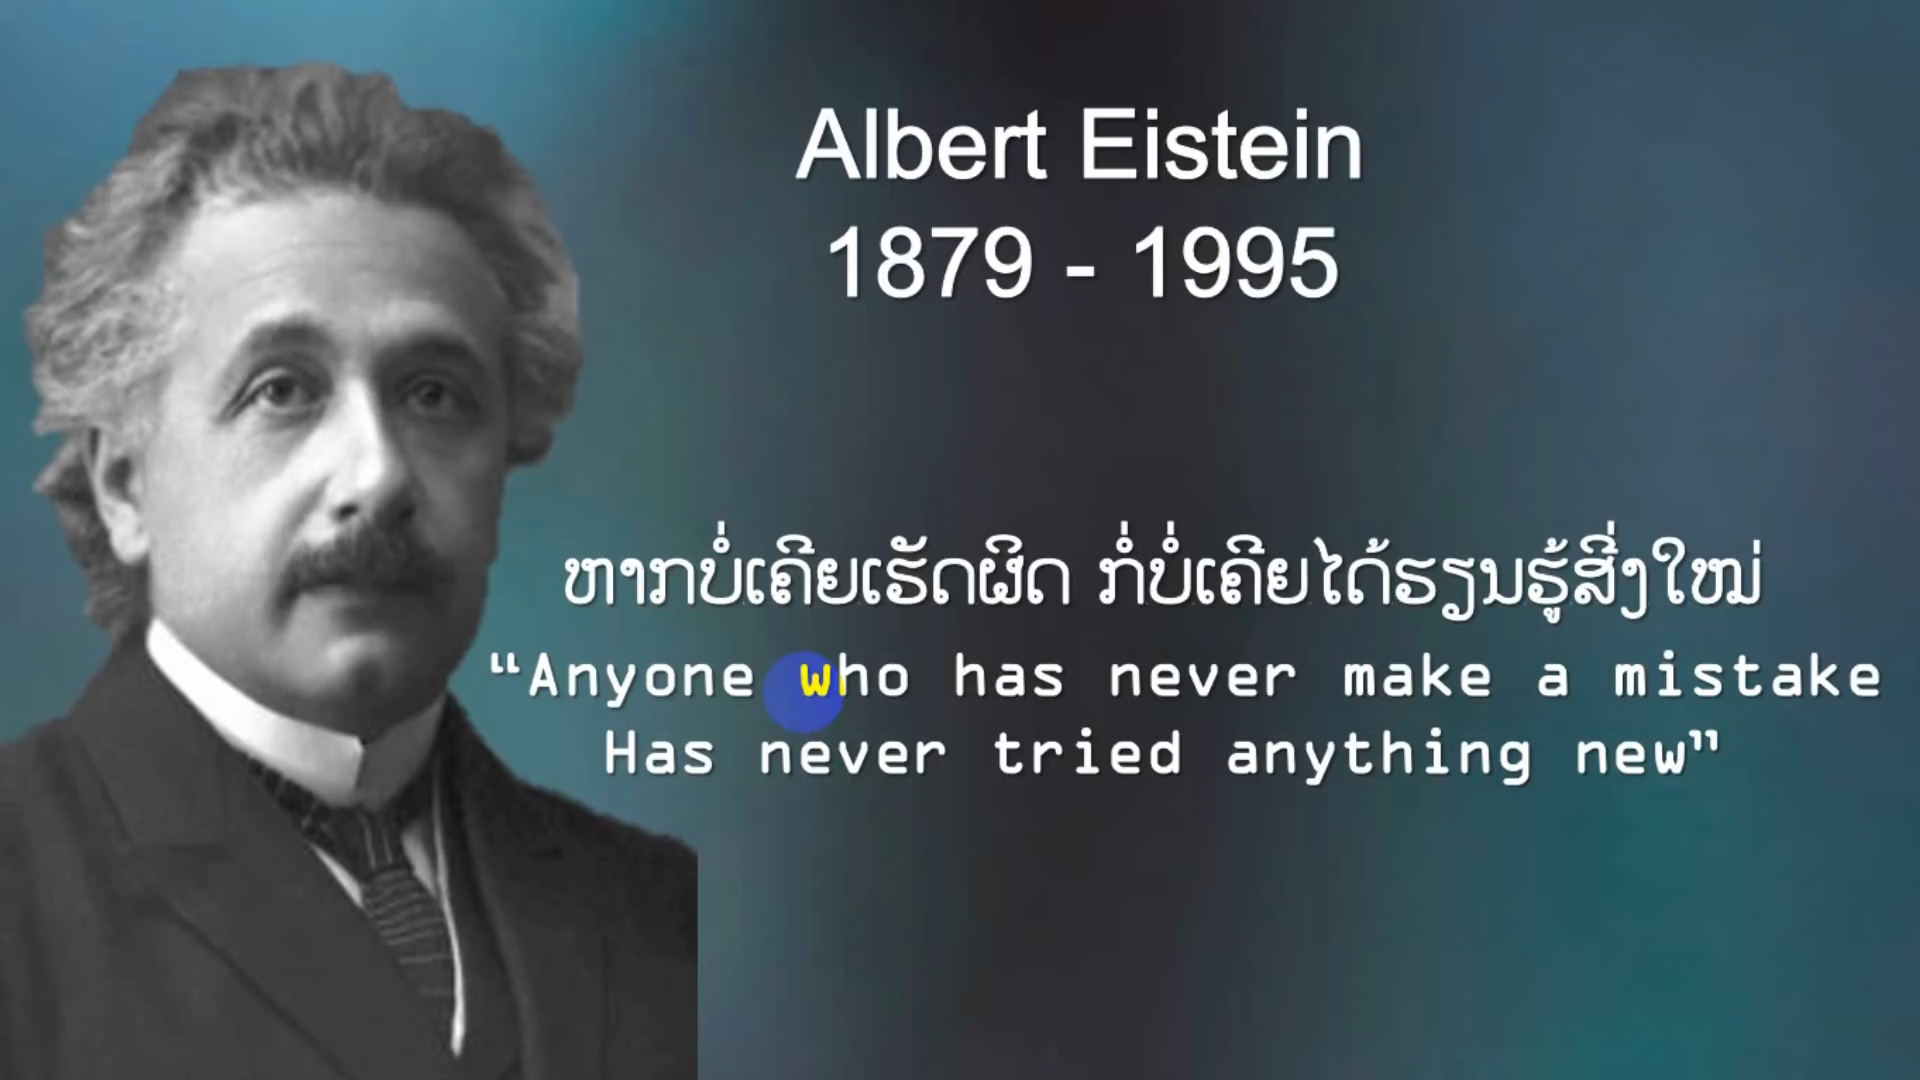 Albert Eistein
1879 - 1995
ຫາກບໍ່ເຄີຍເຮັດຜິດ ກໍ່ບໍ່ເຄີຍໄດ້ຮຽນຮູ້ສິ່ງໃໝ່
“Anyone who has never make a mistake
Has never tried anything new”